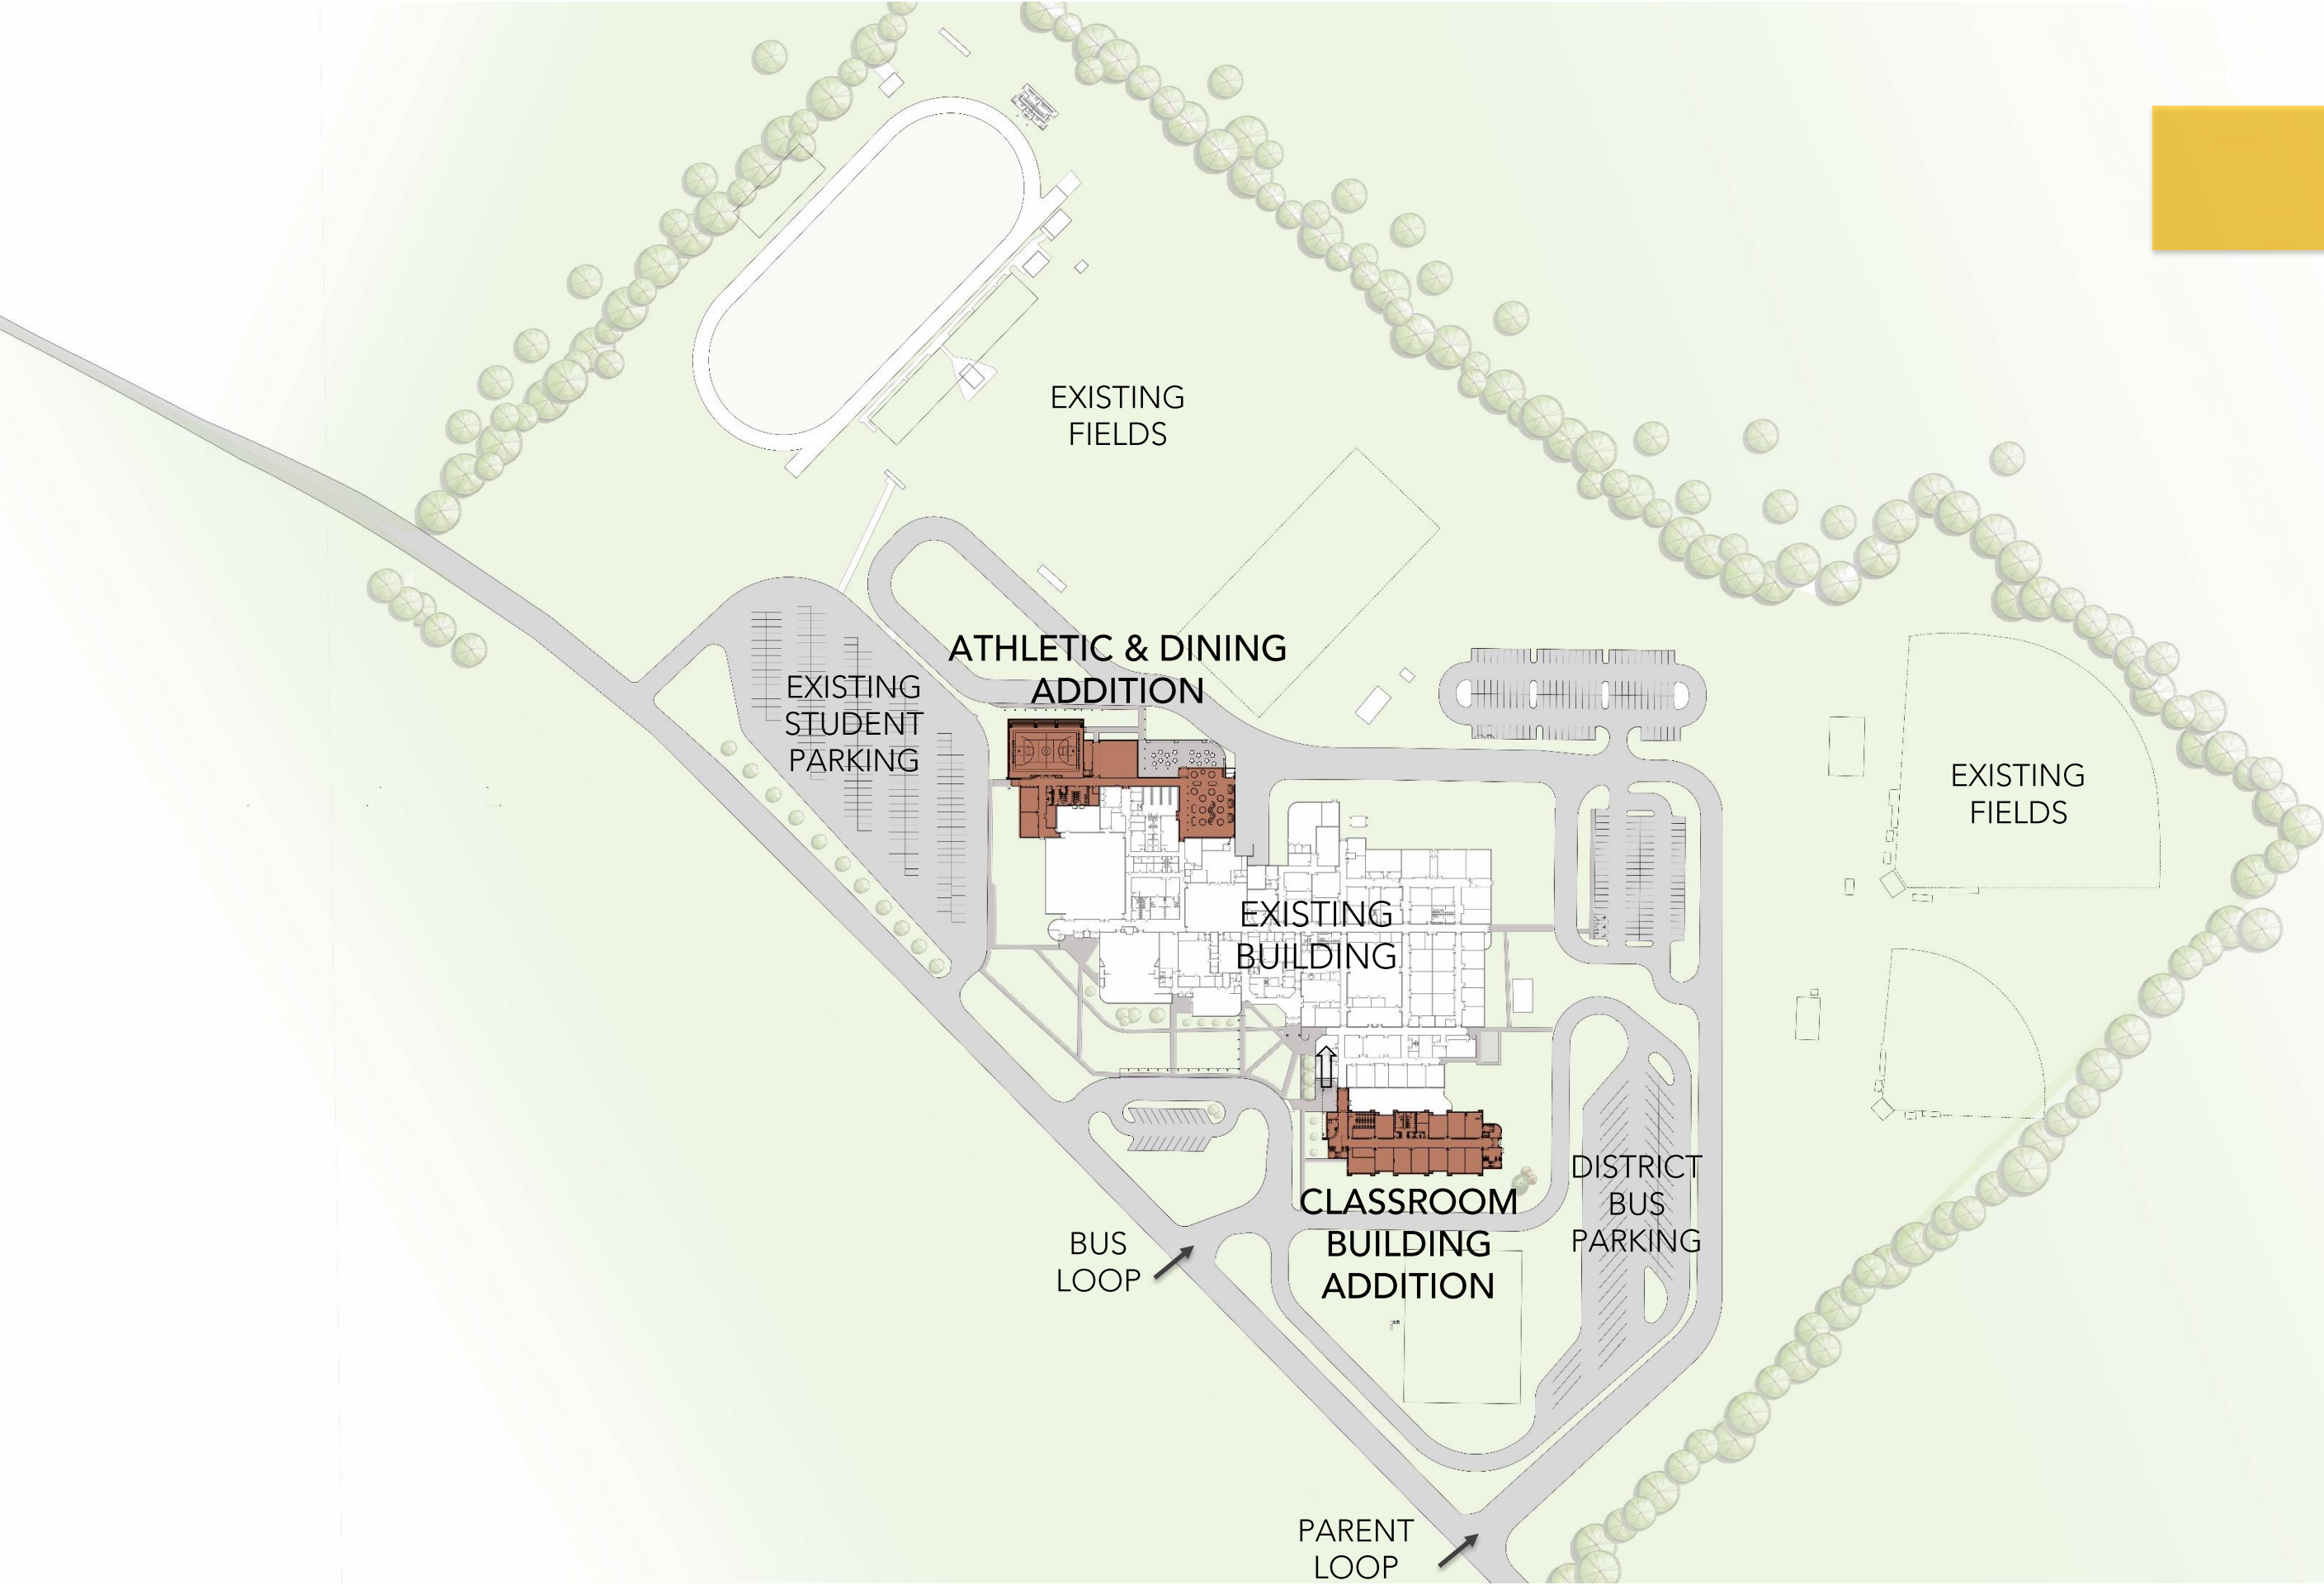 EXISTING
FIELDS
ATHLETIC & DINING
ADDITION
EXISTING
STUDENT
PARKING
EXISTING
FIELDS
EXISTING
BUILDING
DISTRICT
BUS
PARKING
CLASSROOM
BUILDING
ADDITION
BUS
LOOP
PARENT
LOOP